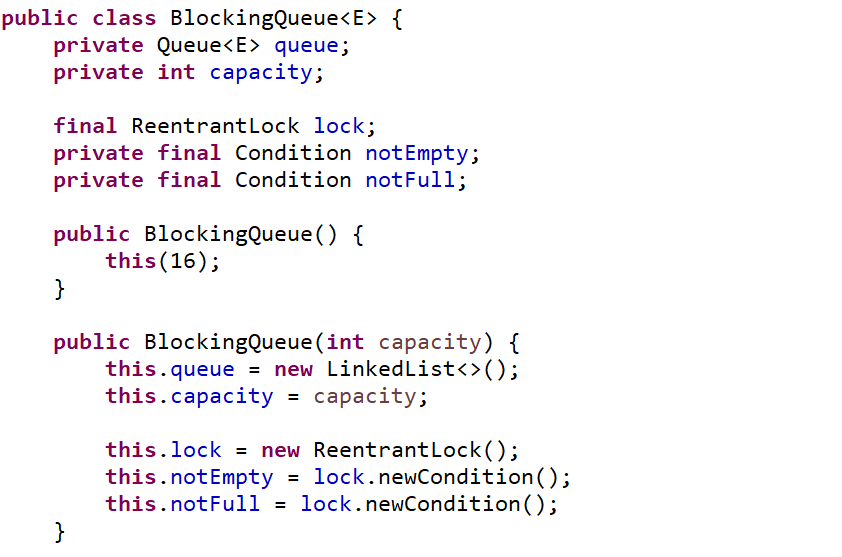 public class BlockingQueue<E> {
    private Queue<E> queue;
    private int capacity;

    final ReentrantLock lock;
    private final Condition notEmpty;
    private final Condition notFull;

    public BlockingQueue() {
        this(16);
    }

    public BlockingQueue(int capacity) {
        this.queue = new LinkedList<>();
        this.capacity = capacity;

        this.lock = new ReentrantLock();
        this.notEmpty = lock.newCondition();
        this.notFull = lock.newCondition();
    }